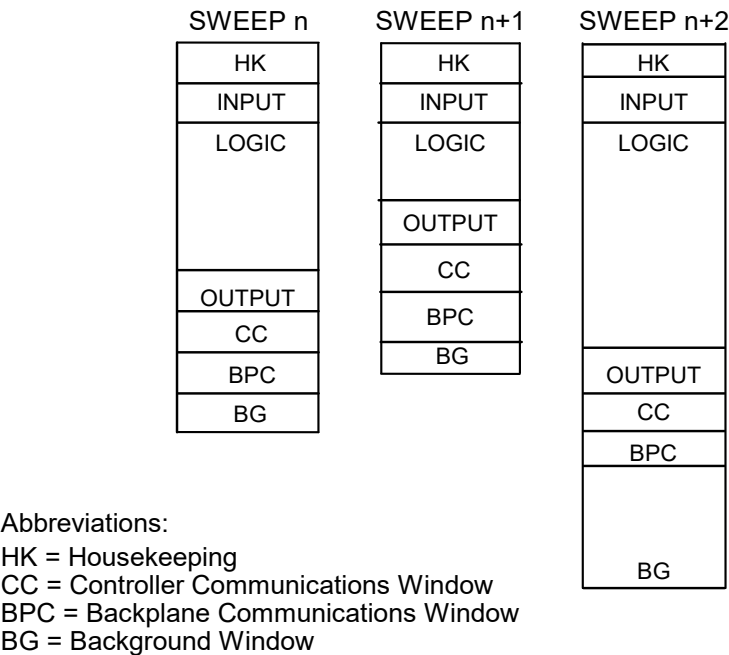 SWEEP n
HK
INPUT
LOGIC
OUTPUT
CC
BPC
BG
SWEEP n+1
HK
INPUT
LOGIC
OUTPUT
CC
BPC
BG
SWEEP n+2
HK
INPUT
LOGIC
OUTPUT
CC
BPC
BG
Abbreviations:
HK = Housekeeping
CC = Controller Communications Window
BPC = Backplane Communications Window
BG = Background Window